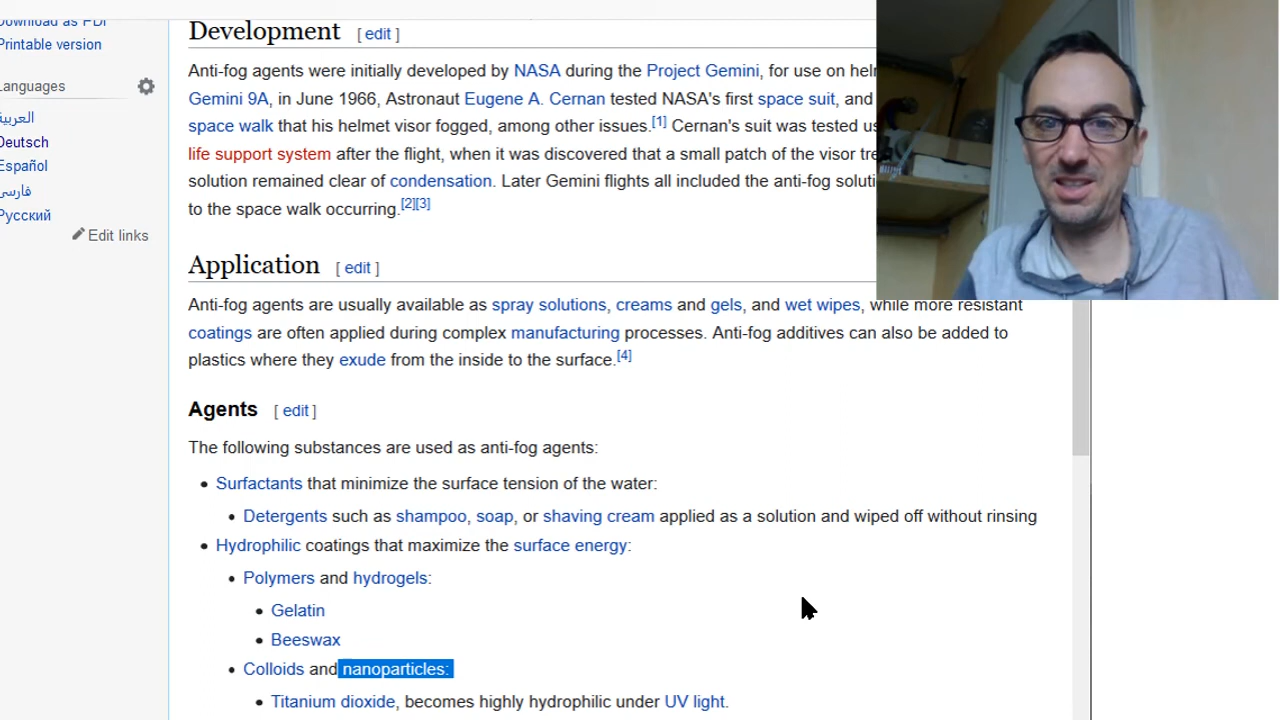 Download as PDF
Printable version
Languages
العربية
Deutsch
Español
فارسی
Русский
Edit links
Development [ edit ]
Anti-fog agents were initially developed by NASA during the Project Gemini, for use on
Gemini 9A, in June 1966, Astronaut Eugene A. Cernan tested NASA's first space suit, and
space walk that his helmet visor fogged, among other issues.[1] Cernan's suit was tested
life support system after the flight, when it was discovered that a small patch of the visor
solution remained clear of condensation. Later Gemini flights all included the anti-fog
to the space walk occurring.[2][3]
Application [ edit ]
Anti-fog agents are usually available as spray solutions, creams and gels, and wet wipes, while more resistant
coatings are often applied during complex manufacturing processes. Anti-fog additives can also be added to
plastics where they exude from the inside to the surface.[4]
Agents [ edit ]
The following substances are used as anti-fog agents:
• Surfactants that minimize the surface tension of the water:
• Detergents such as shampoo, soap, or shaving cream applied as a solution and wiped off without rinsing
• Hydrophilic coatings that maximize the surface energy:
• Polymers and hydrogels:
• Gelatin
• Beeswax
• Colloids and nanoparticles:
• Titanium dioxide, becomes highly hydrophilic under UV light.